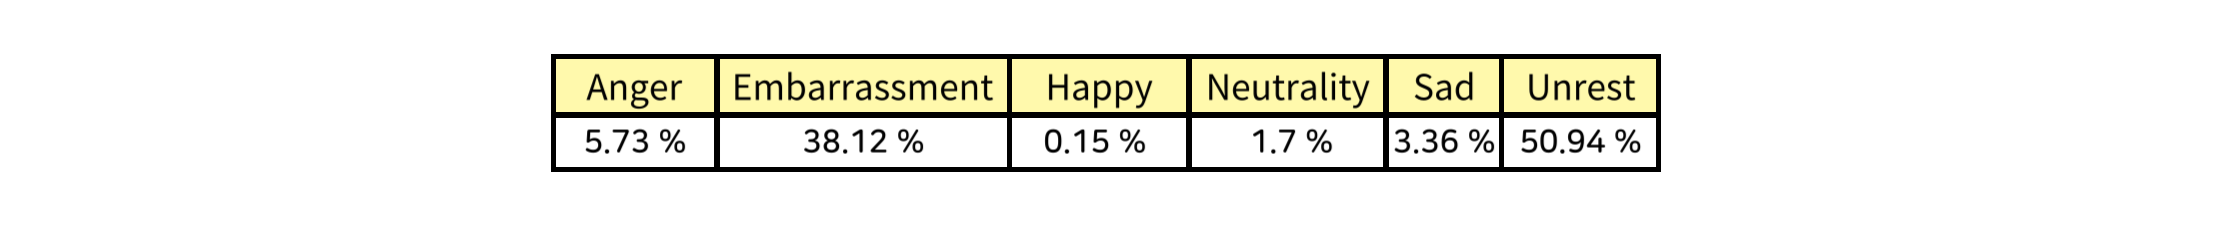 Anger Embarrassment Happy Neutrality Sad Unrest
5.73 % 38.12 % 0.15 % 1.7 % 3.36 % 50.94 %